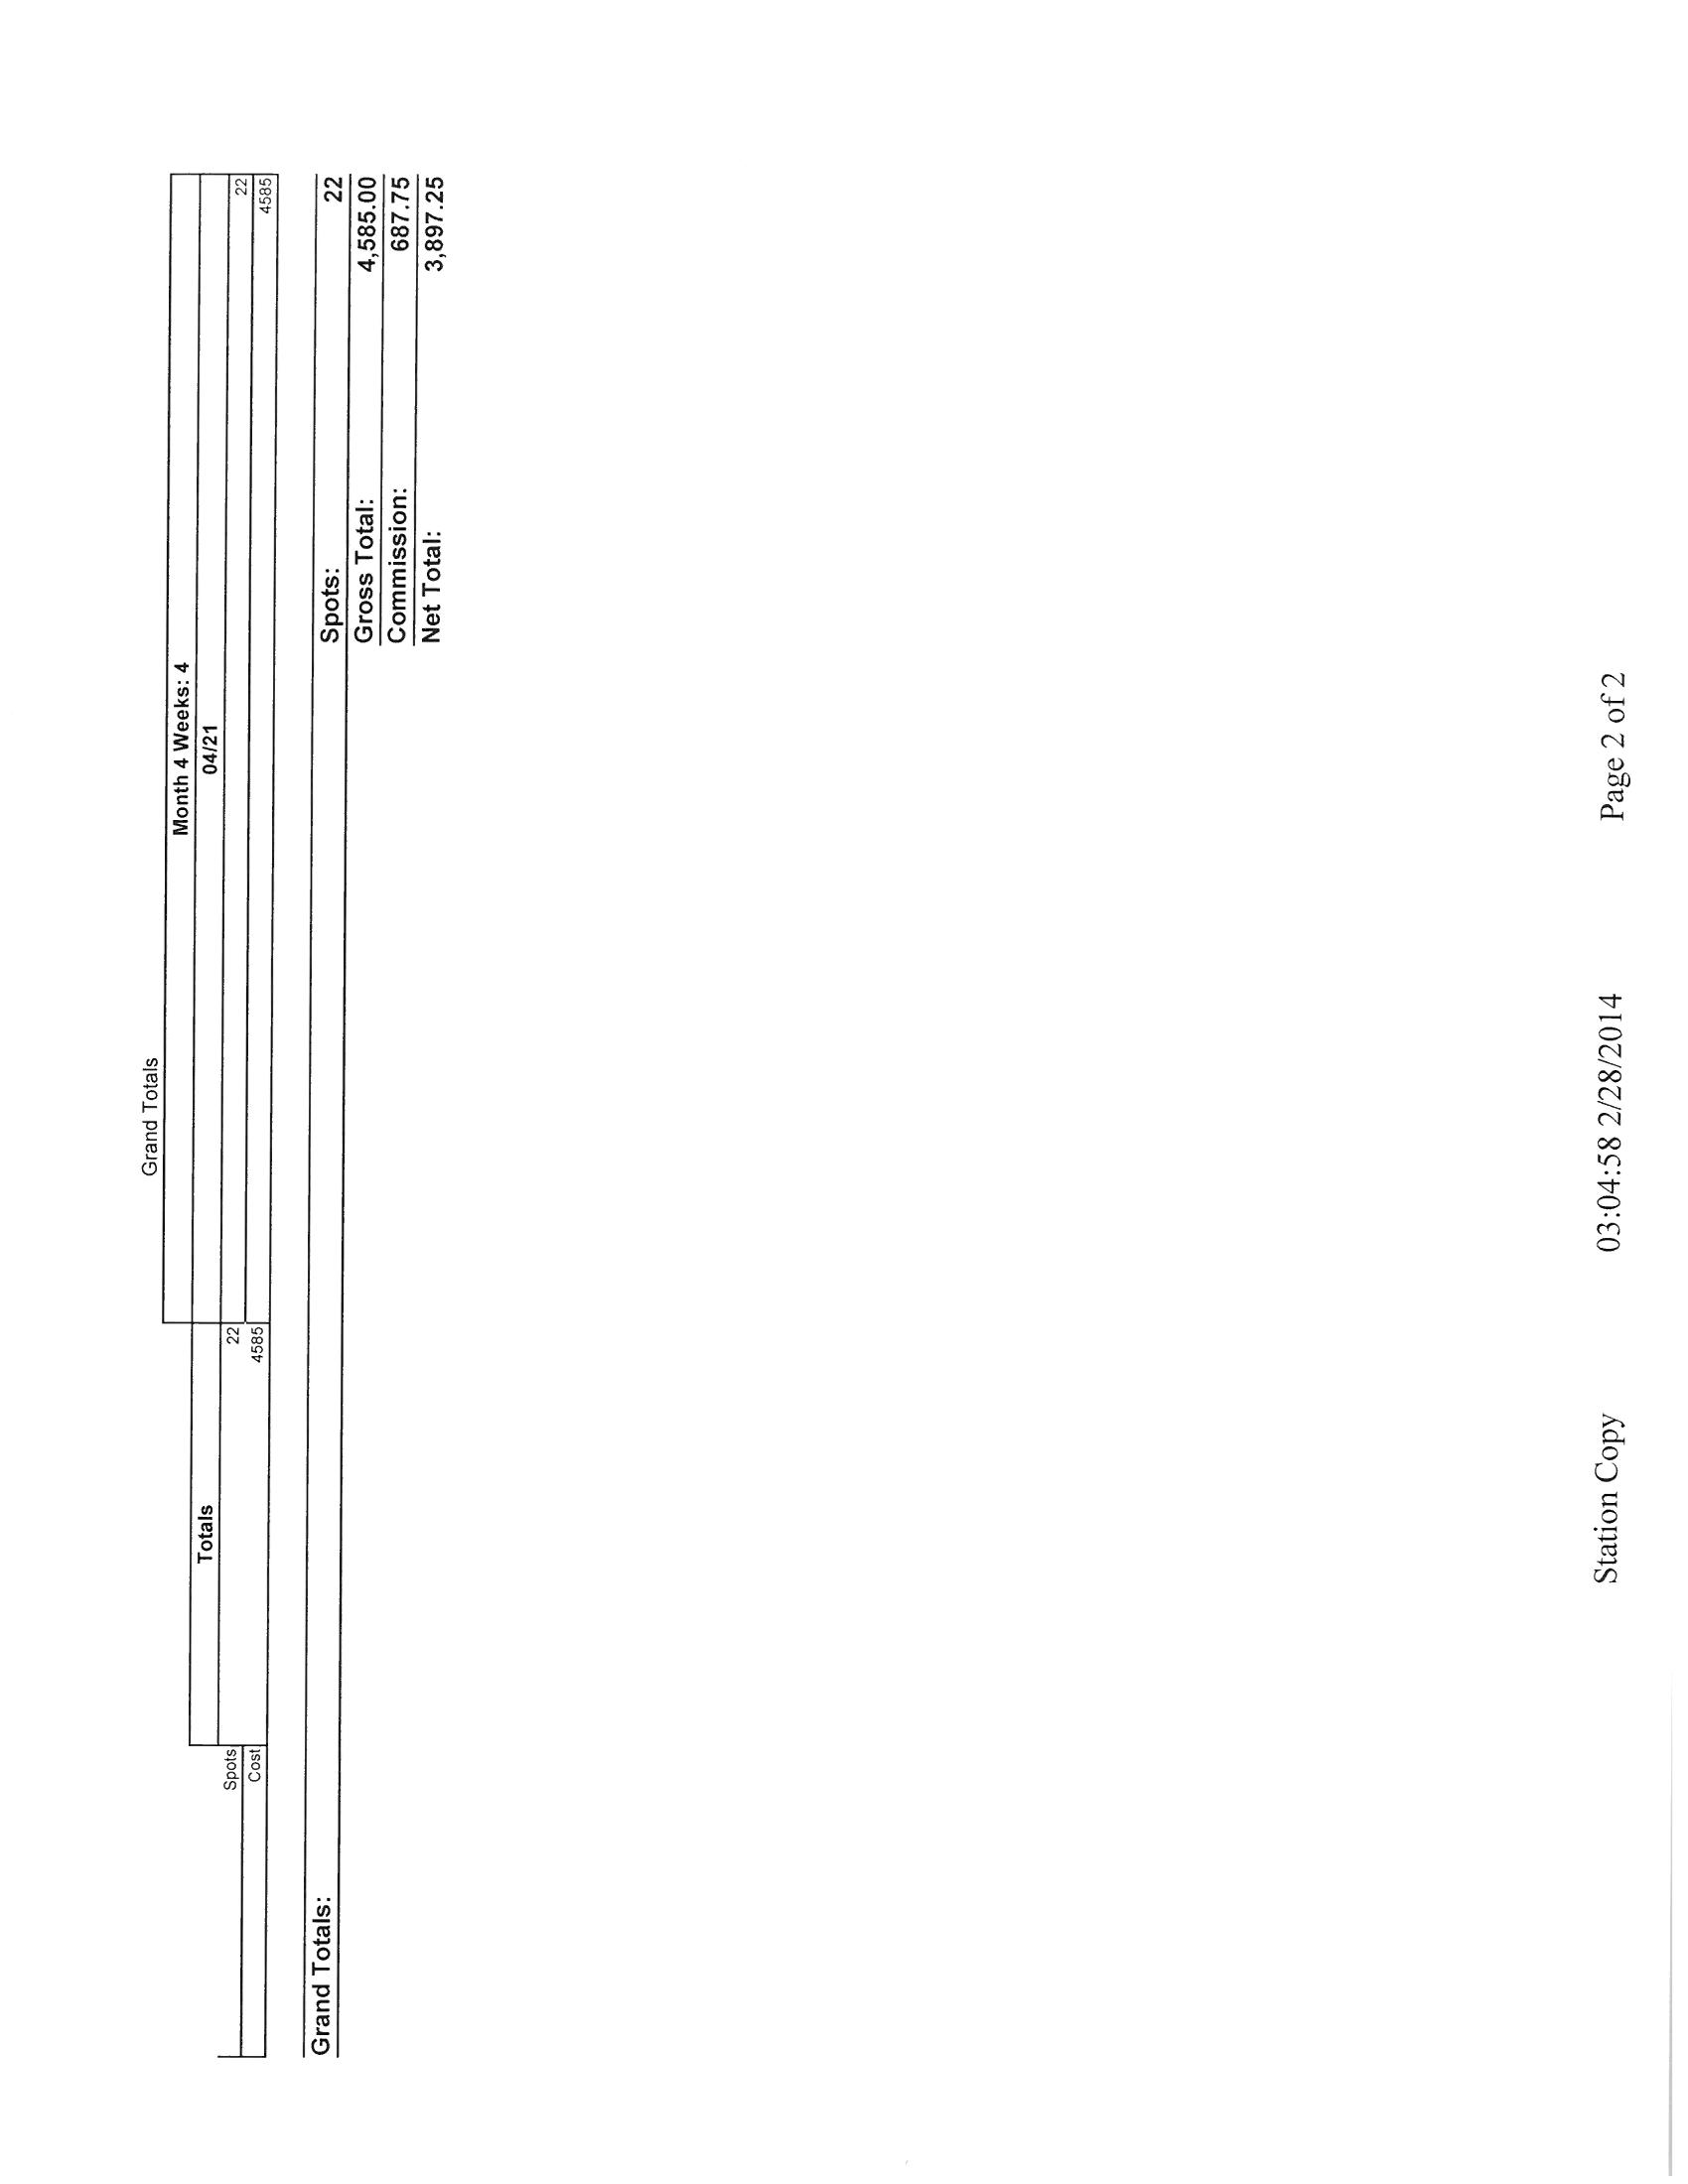 Grand Totals
Month 4 Weeks: 4
Totals 04/21
Spots 22 22
Cost 4585 4585
Grand Totals: Spots: 22
Gross Total: 4,585.00
Commission: 687.75
Net Total: 3,897.25
Station Copy 03:04:58 2/28/2014 Page 2 of 2